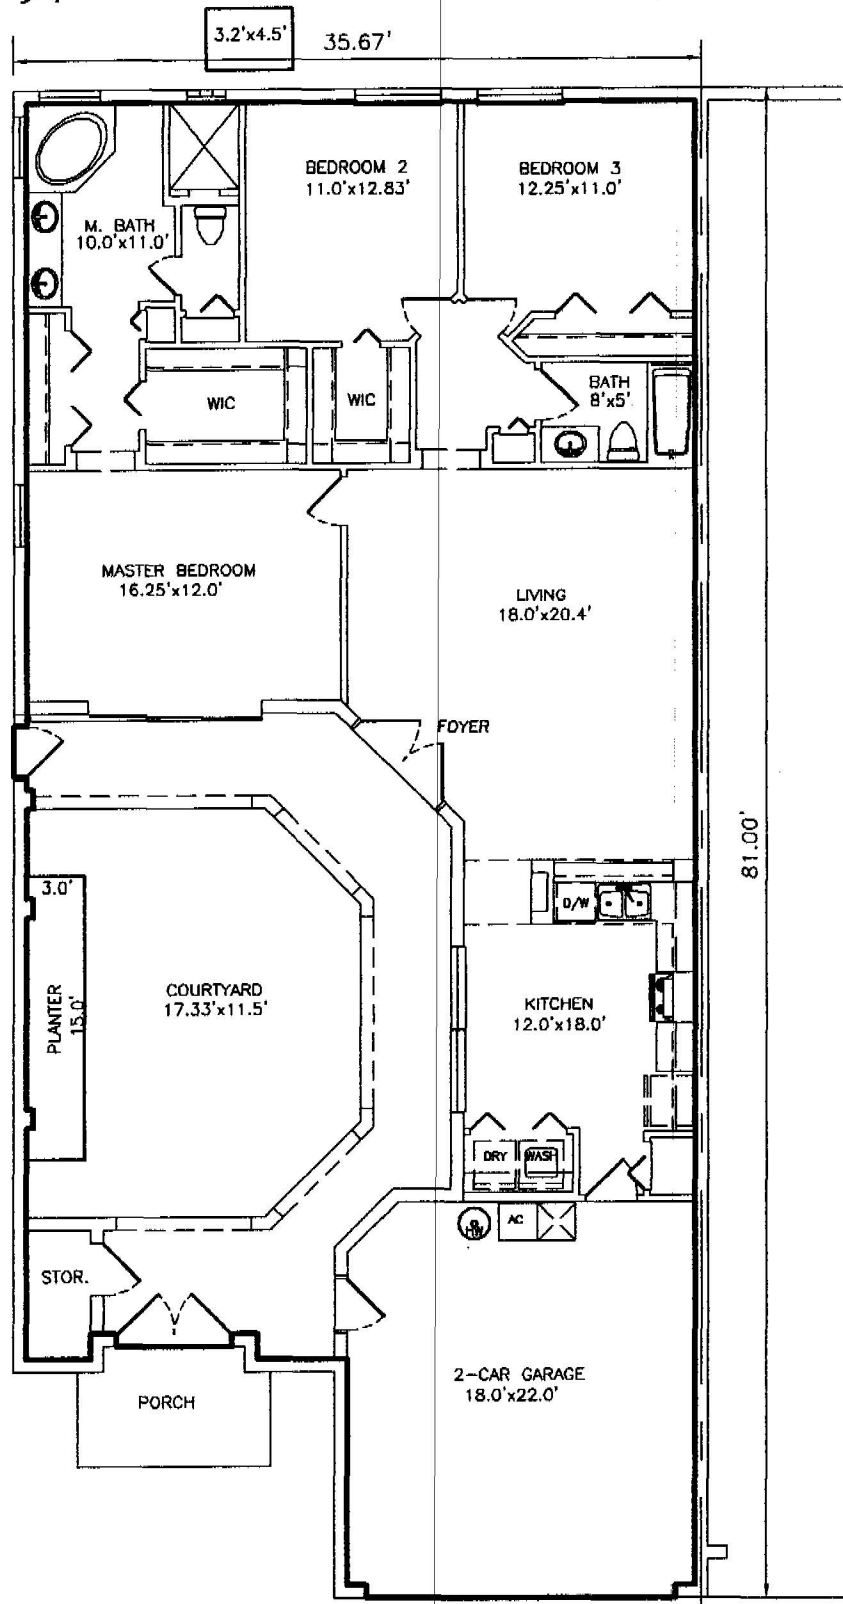 3.2'x4.5'
35.67'
BEDROOM 2
11.0'x12.83'
BEDROOM 3
12.25'x11.0'
M. BATH
10.0'x11.0'
WIC
WIC
BATH
8'x5'
MASTER BEDROOM
16.25'x12.0'
LIVING
18.0'x20.4'
FOYER
81.00'
3.0'
D/W
PLANTER
15.0'
COURTYARD
17.33'x11.5'
KITCHEN
12.0'x18.0'
DRY
WASH
HW
AC
STOR.
2-CAR GARAGE
18.0'x22.0'
PORCH